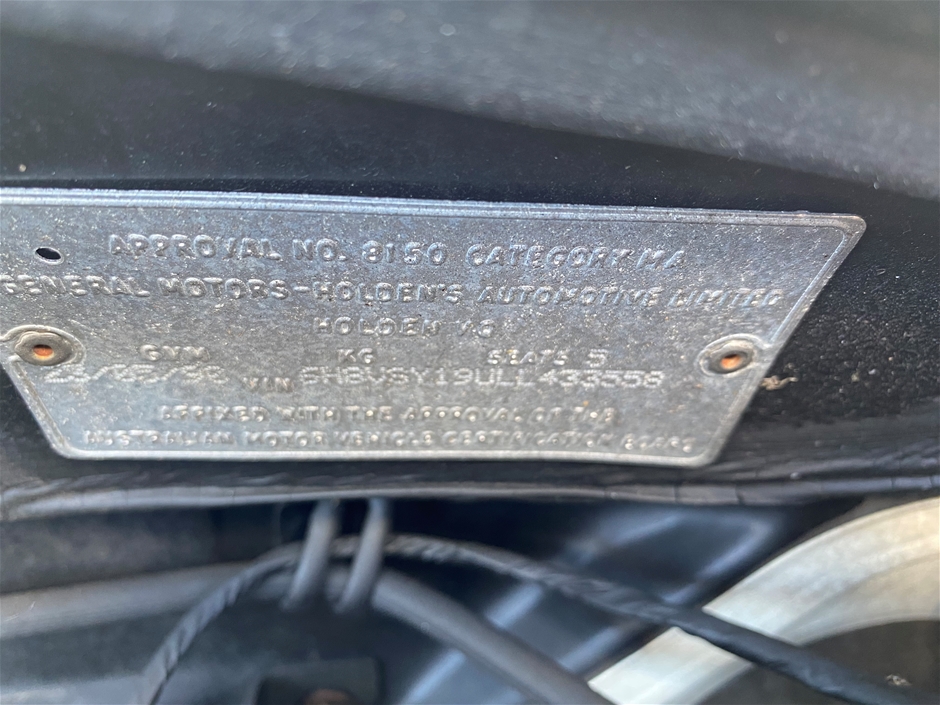 APPROVAL NO. 8150 CATEGORY MA
GENERAL MOTORS-HOLDEN'S AUTOMOTIVE LIMITED
HOLDEN
GVM KG SEATS 5
VIN 6H8VSY19ULL433558
AFFIXED WITH THE APPROVAL OF THE
AUSTRALIAN MOTOR VEHICLE CERTIFICATION BOARD